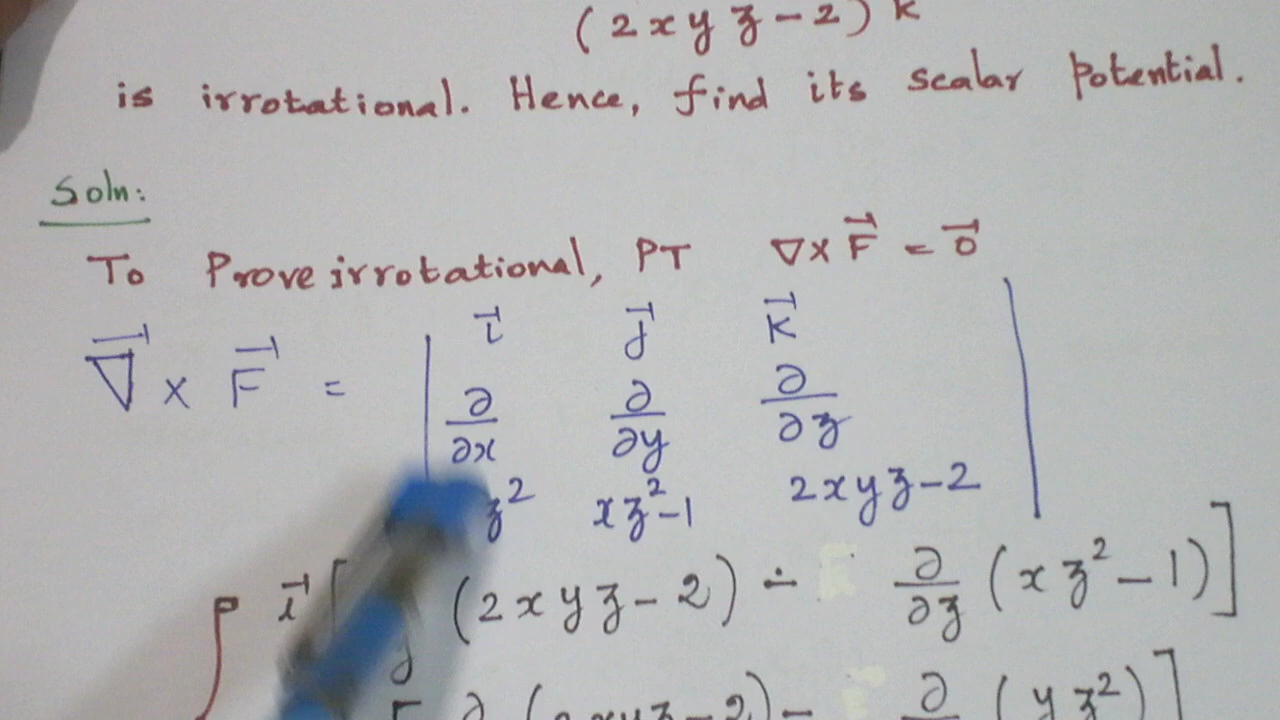 (2xyz-2) k
is irrotational. Hence, find its scalar potential.
Soln:
To Prove irrotational, PT ∇×F⃗ = 0⃗
∇⃗ × F⃗ =
i⃗ j⃗ k⃗
∂/∂x ∂/∂y ∂/∂z
z² xz²-1 2xyz-2
i⃗ [ (2xyz-2) - ∂/∂z (xz²-1)]
∂ (2xyz-2) - ∂ (yz²)]